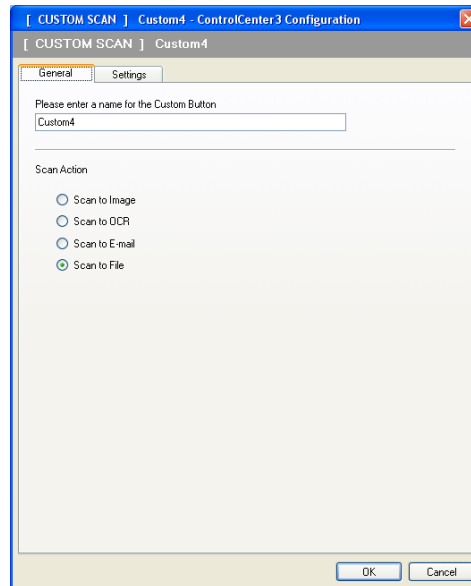 [ CUSTOM SCAN ] Custom4 - ControlCenter3 Configuration
[ CUSTOM SCAN ] Custom4
General Settings
Please enter a name for the Custom Button
Custom4
Scan Action
Scan to Image
Scan to OCR
Scan to E-mail
Scan to File
OK Cancel